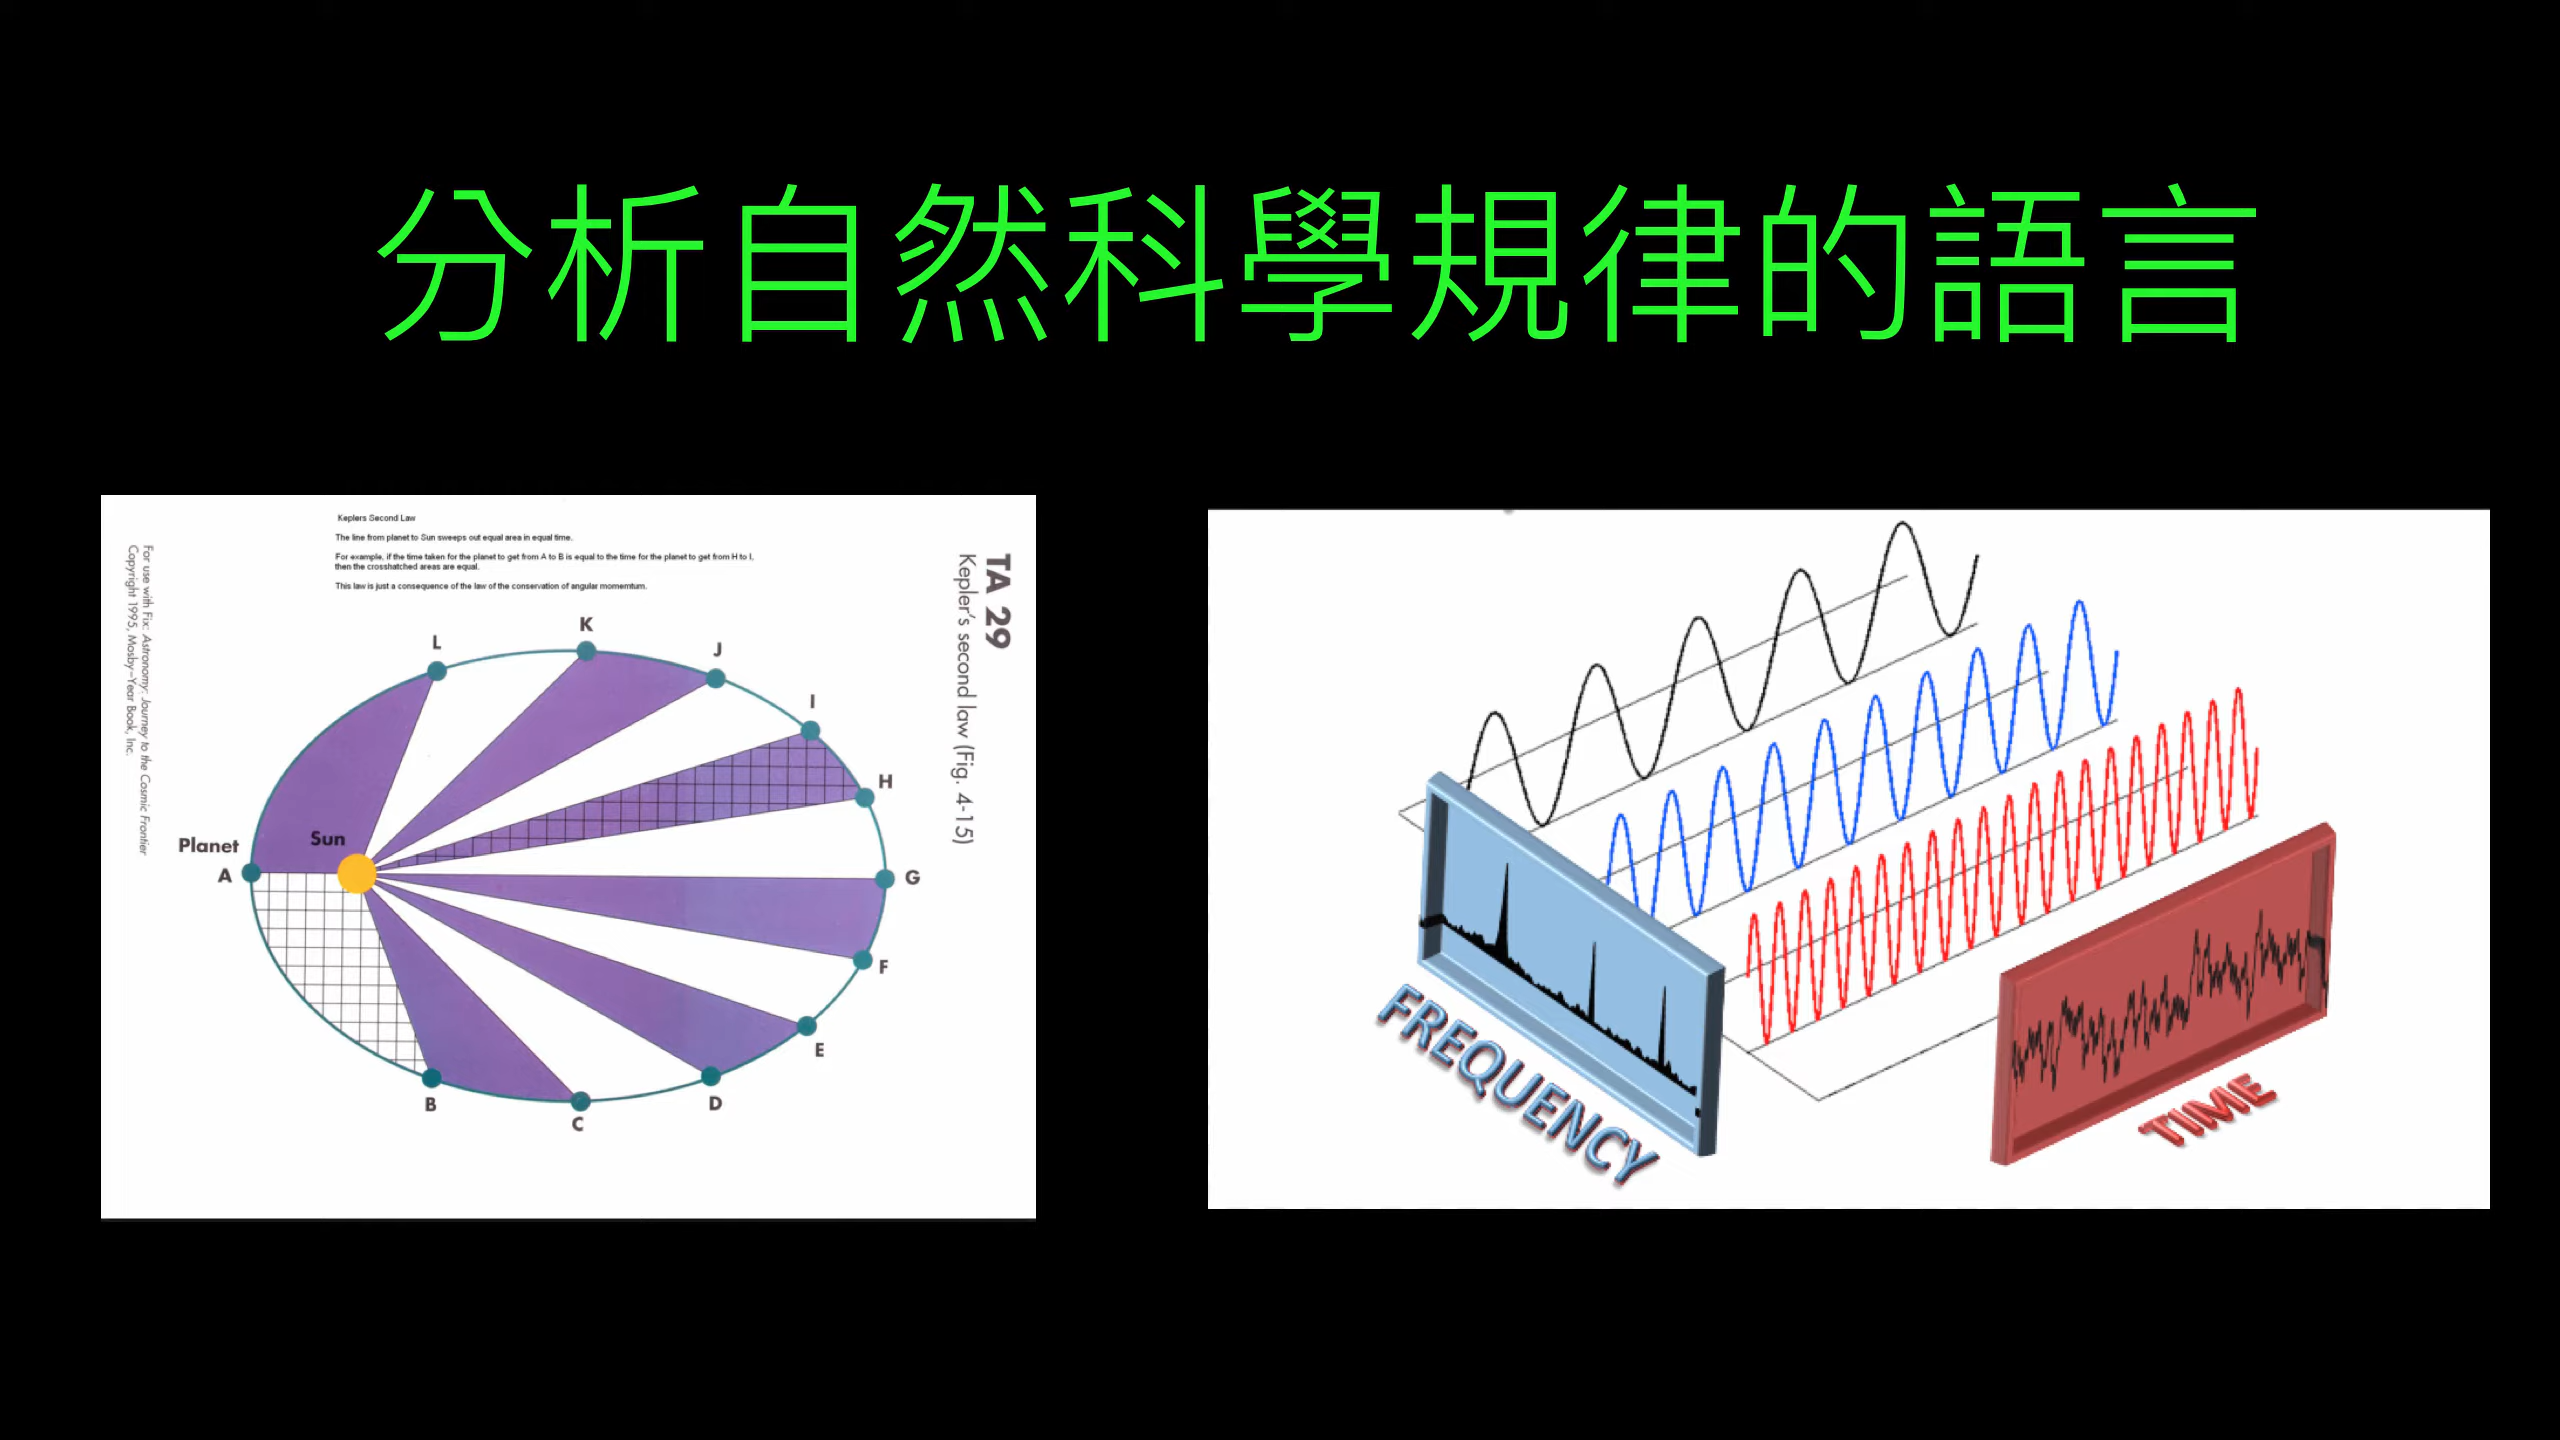 分析自然科學規律的語言
Keplers Second Law
The line from planet to Sun sweeps out equal area in equal time.
For example, if the time taken for the planet to get from A to B is equal to the time for the planet to get from H to I,
then the crosshatched areas are equal.
This law is just a consequence of the law of the conservation of angular momemtum.
TA 29
Kepler's second law (Fig. 4-15)
For use with Fix: Astronomy: Journey to the Cosmic Frontier
Copyright 1995, Mosby-Year Book, Inc.
L
K
J
I
H
Planet
Sun
A
G
F
E
B
D
C
FREQUENCY
TIME